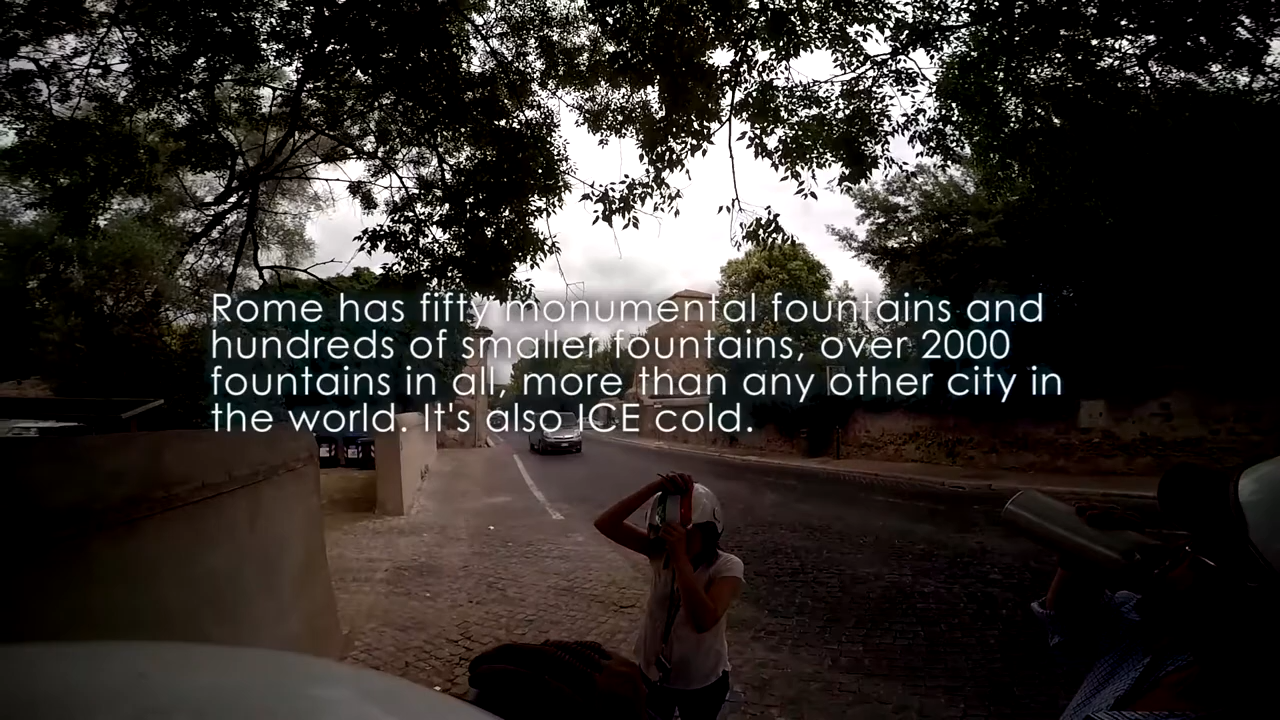 Rome has fifty monumental fountains and
hundreds of smaller fountains, over 2000
fountains in all, more than any other city in
the world. It's also ICE cold.